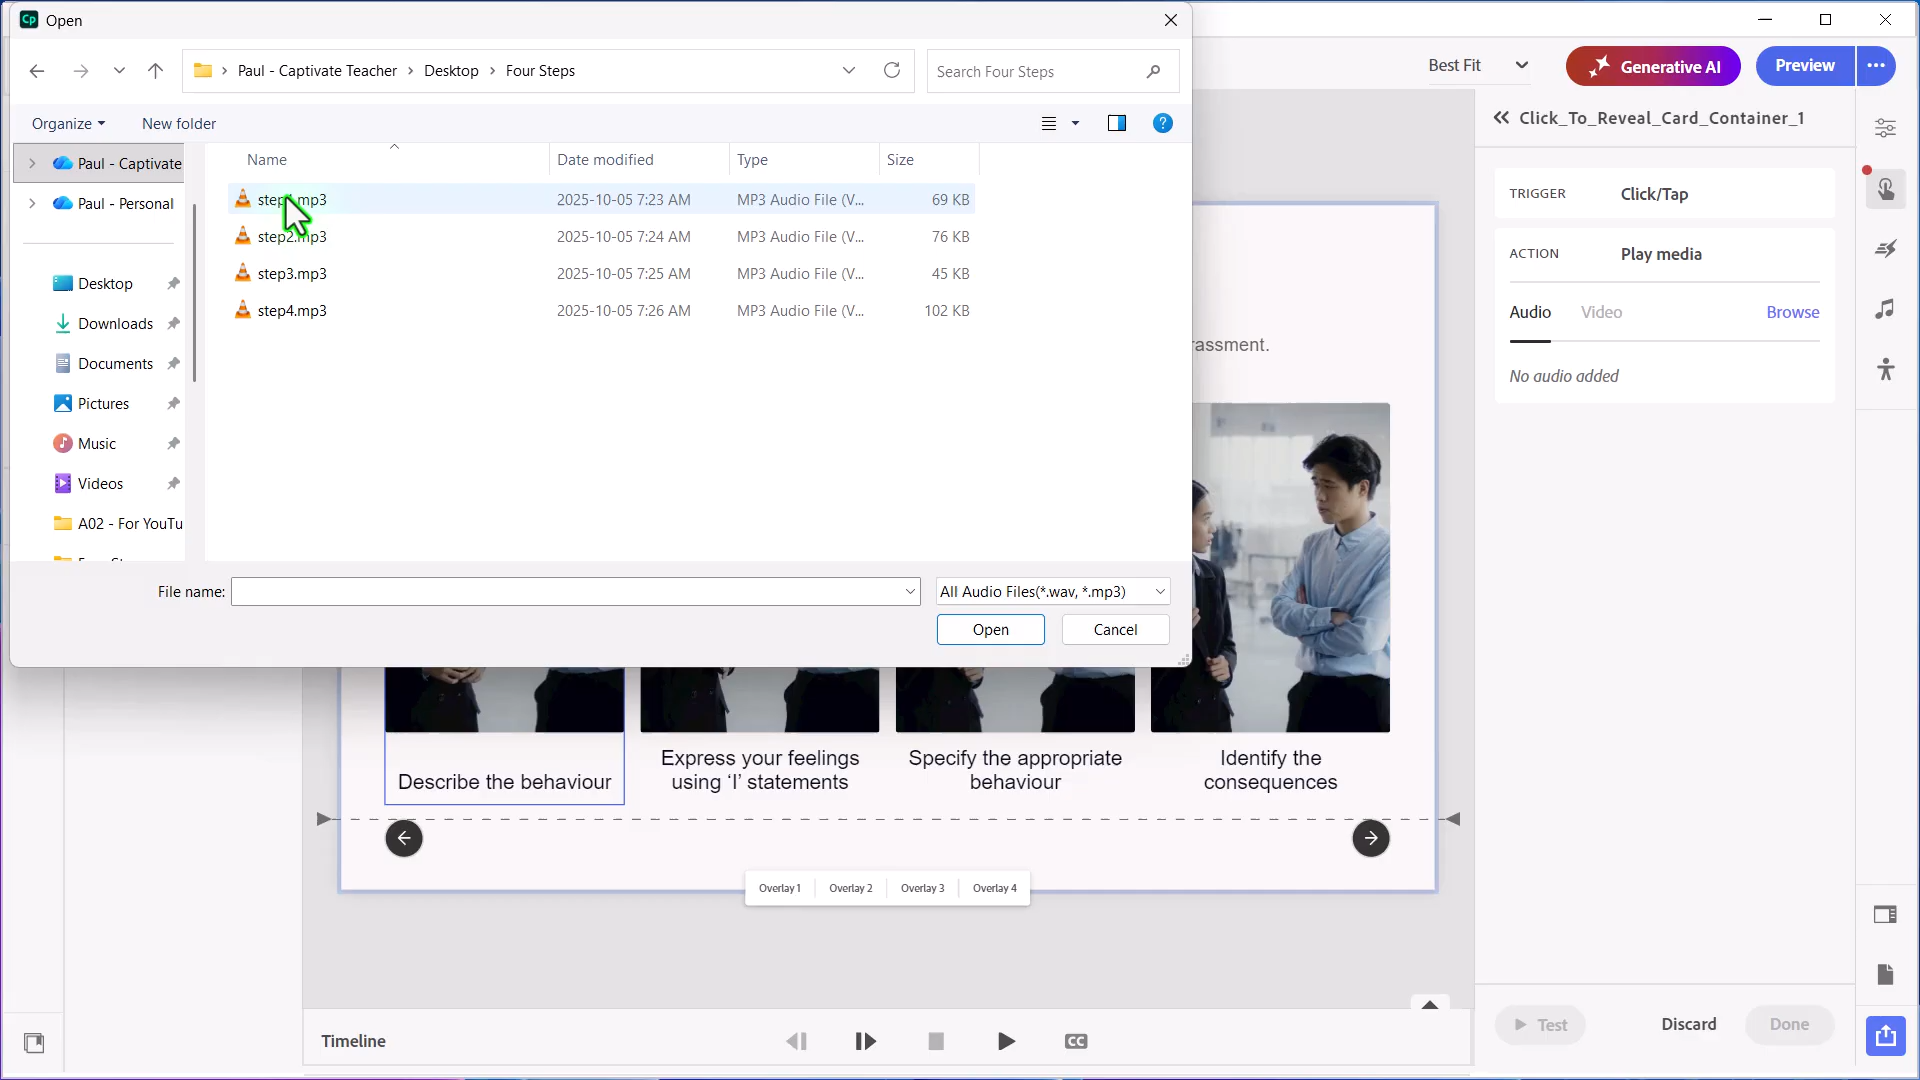 Cp Open
Best Fit
Generative AI
Preview
Paul - Captivate Teacher > Desktop > Four Steps
Search Four Steps
Click_To_Reveal_Card_Container_1
Organize
New folder
?
Paul - Captivate
Name
Date modified
Type
Size
TRIGGER
Click/Tap
mp3
2025-10-05 7:23 AM
MP3 Audio File (V...
69 KB
Paul - Personal
step2.mp3
2025-10-05 7:24 AM
MP3 Audio File (V...
76 KB
ACTION
Play media
step3.mp3
2025-10-05 7:25 AM
MP3 Audio File (V...
45 KB
Desktop
step4.mp3
2025-10-05 7:26 AM
MP3 Audio File (V...
102 KB
Audio
Video
Browse
Downloads
rassment.
Documents
No audio added
Pictures
Music
Videos
A02 - For YouTu
File name:
All Audio Files(*.wav, *.mp3)
Open
Cancel
Describe the behaviour
Express your feelings
using ‘I’ statements
Specify the appropriate
behaviour
Identify the
consequences
Overlay 1
Overlay 2
Overlay 3
Overlay 4
Timeline
CC
Test
Discard
Done